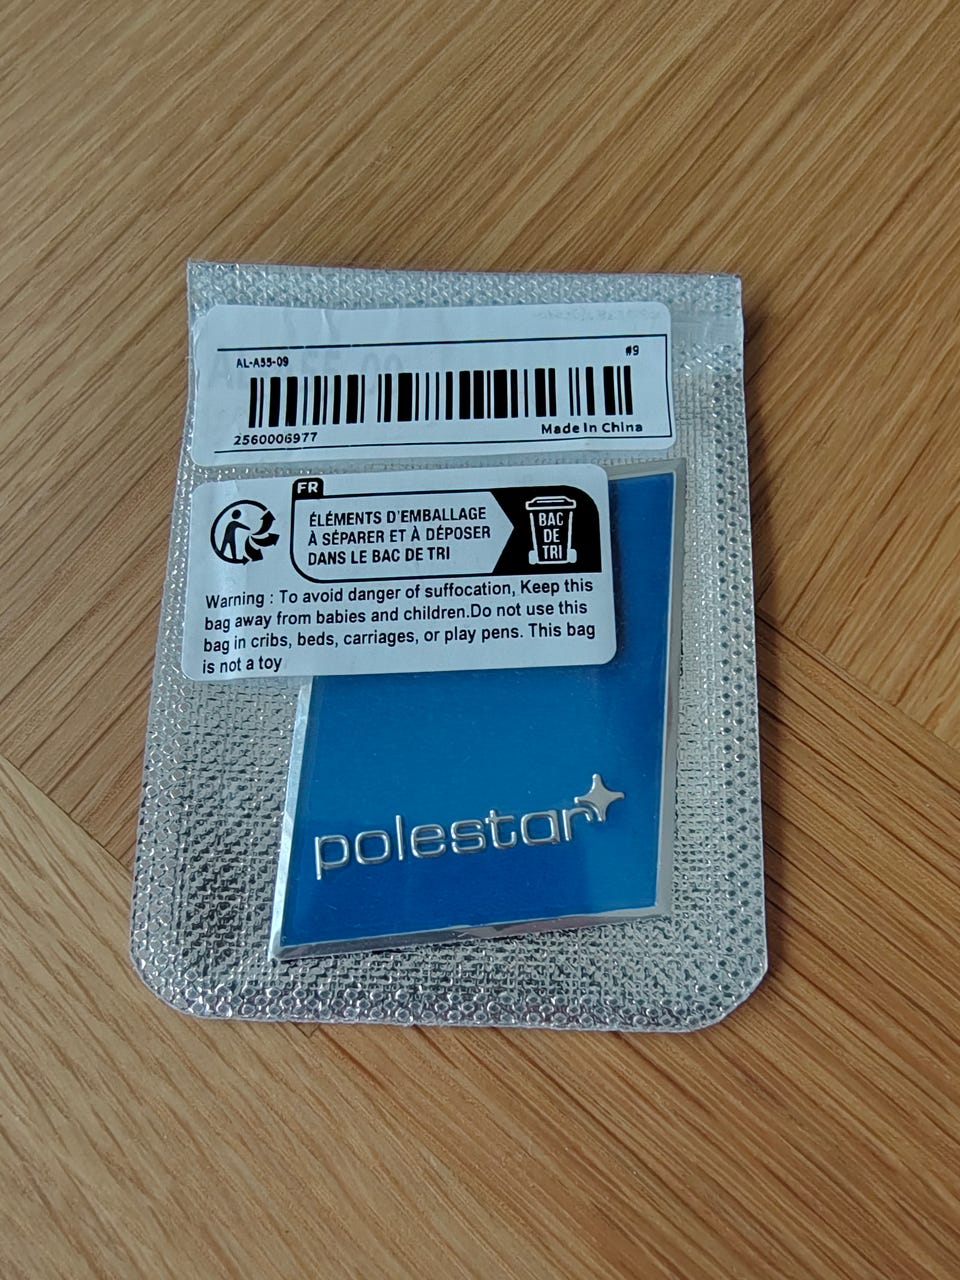 AL-A55-09 #9
2560006977 Made In China
FR
ÉLÉMENTS D'EMBALLAGE
À SÉPARER ET À DÉPOSER
DANS LE BAC DE TRI
BAC
DE
TRI
Warning : To avoid danger of suffocation, Keep this
bag away from babies and children.Do not use this
bag in cribs, beds, carriages, or play pens. This bag
is not a toy
polestar